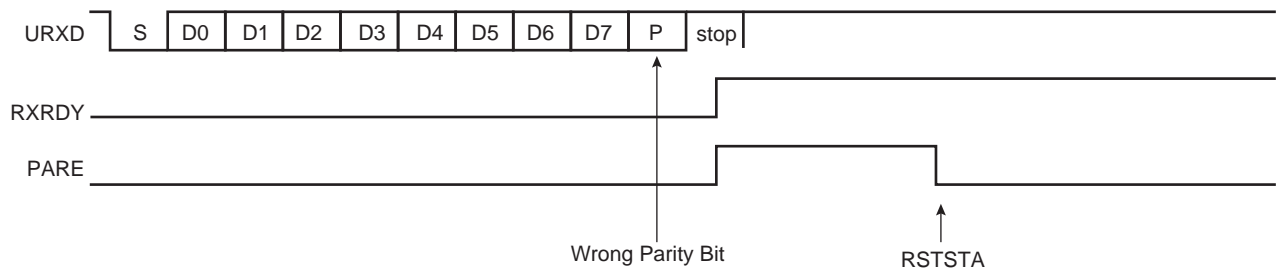 URXD S D0 D1 D2 D3 D4 D5 D6 D7 P stop
RXRDY
PARE
Wrong Parity Bit
RSTSTA